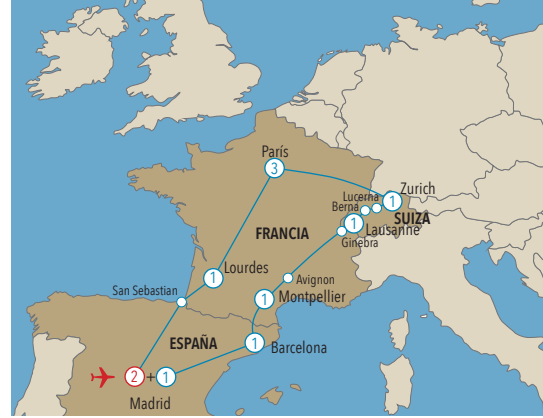 París
3
Zurich
1
Lucerna
Berna
SUIZA
1
Lausanne
Ginebra
FRANCIA
Lourdes
1
Avignon
San Sebastian
1
Montpellier
ESPAÑA
1
Barcelona
2 + 1
Madrid